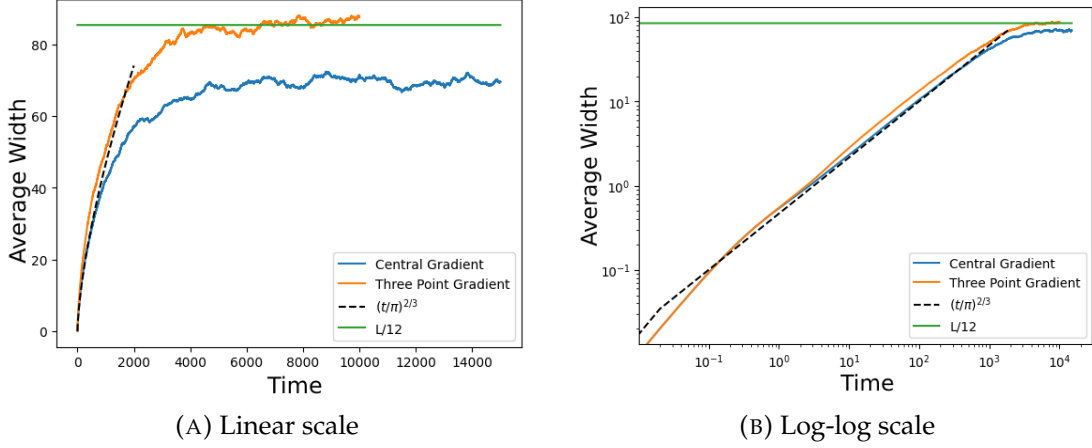 80
60
40
20
0
Average Width
0 2000 4000 6000 8000 10000 12000 14000
Time
Central Gradient
Three Point Gradient
(t/π)^{2/3}
L/12
(A) Linear scale
10^2
10^1
10^0
10^{-1}
Average Width
10^{-1} 10^0 10^1 10^2 10^3 10^4
Time
Central Gradient
Three Point Gradient
(t/π)^{2/3}
L/12
(B) Log-log scale